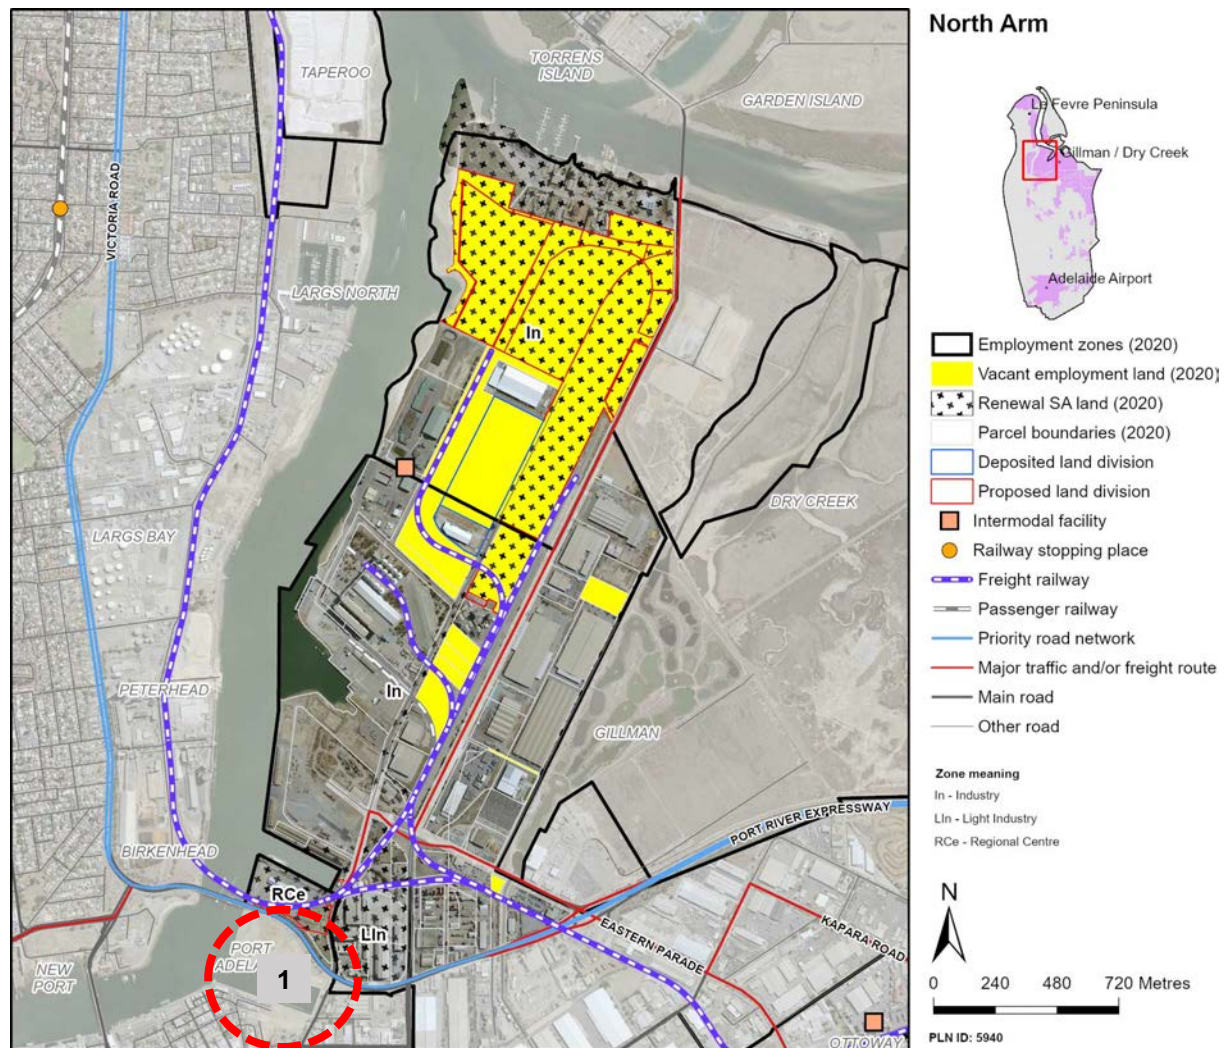 North Arm
TAPEROO
TORRENS
ISLAND
GARDEN ISLAND
VICTORIA ROAD
LARGS NORTH
In
DRY CREEK
LARGS BAY
PETERHEAD
In
GILLMAN
PORT RIVER EXPRESSWAY
BIRKENHEAD
RCe
LIn
EASTERN PARADE
KAPARA ROAD
PORT
ADELAI
1
NEW
PORT
OTTOWAY
Le Fevre Peninsula
Gillman / Dry Creek
Adelaide Airport
Employment zones (2020)
Vacant employment land (2020)
Renewal SA land (2020)
Parcel boundaries (2020)
Deposited land division
Proposed land division
Intermodal facility
Railway stopping place
Freight railway
Passenger railway
Priority road network
Major traffic and/or freight route
Main road
Other road
Zone meaning
In - Industry
LIn - Light Industry
RCe - Regional Centre
N
0 240 480 720 Metres
PLN ID: 5940